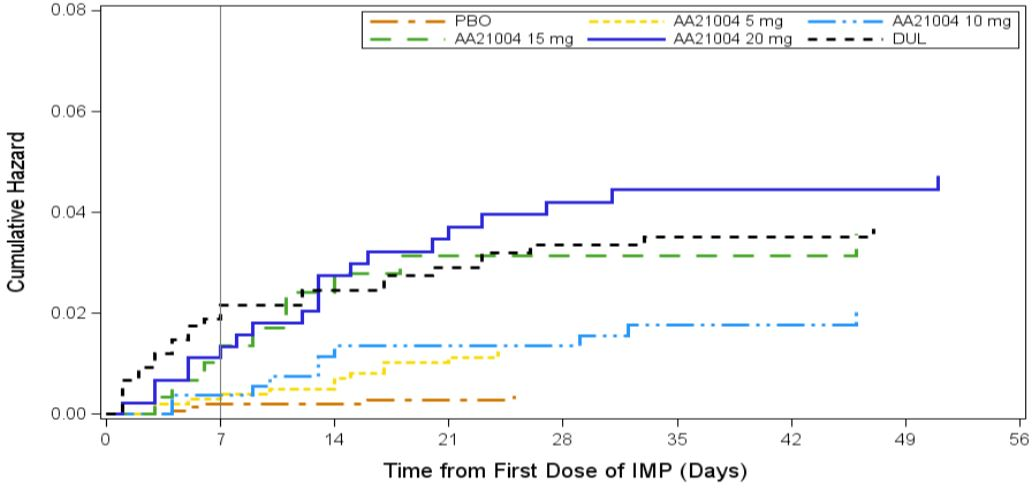 0.08
PBO AA21004 5 mg AA21004 10 mg
AA21004 15 mg AA21004 20 mg DUL
0.06
0.04
0.02
0.00
Cumulative Hazard
0 7 14 21 28 35 42 49 56
Time from First Dose of IMP (Days)